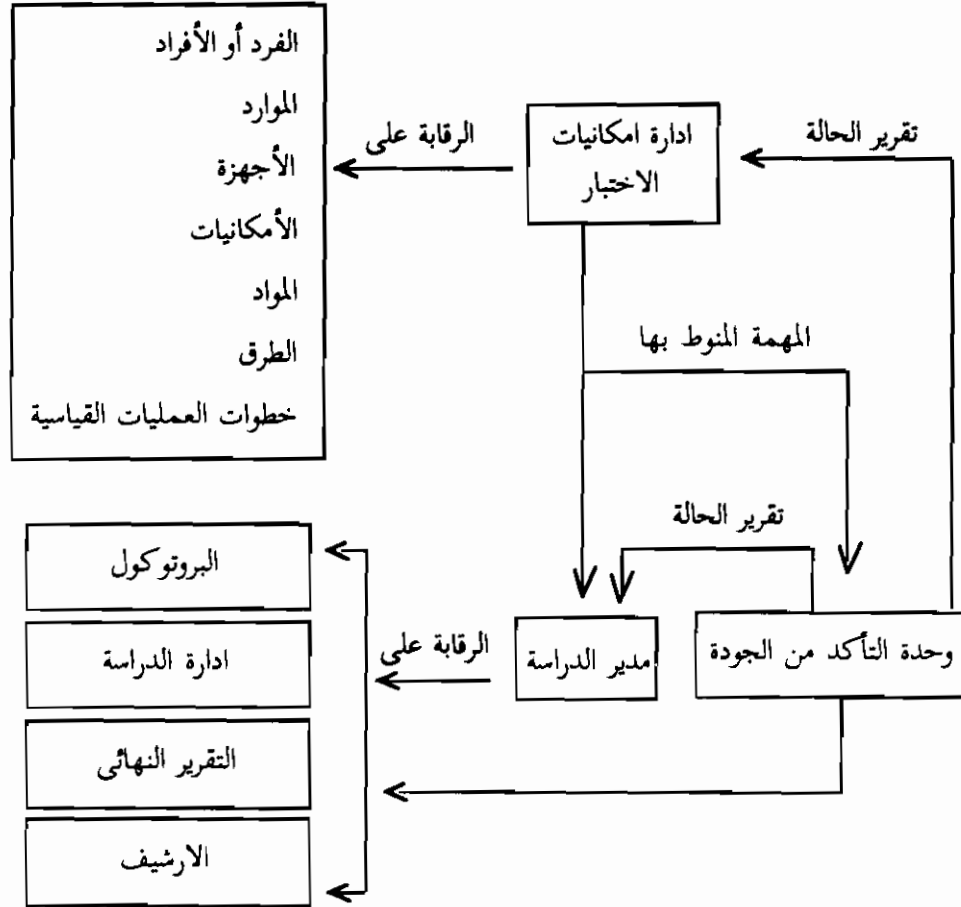 الفرد أو الأفراد
الموارد
الأجهزة
الأمكانيات
المواد
الطرق
خطوات العمليات القياسية
الرقابة على
ادارة امكانيات
الاختبار
تقرير الحالة
المهمة المنوط بها
تقرير الحالة
وحدة التأكد من الجودة
مدير الدراسة
الرقابة على
البروتوكول
ادارة الدراسة
التقرير النهائى
الارشيف